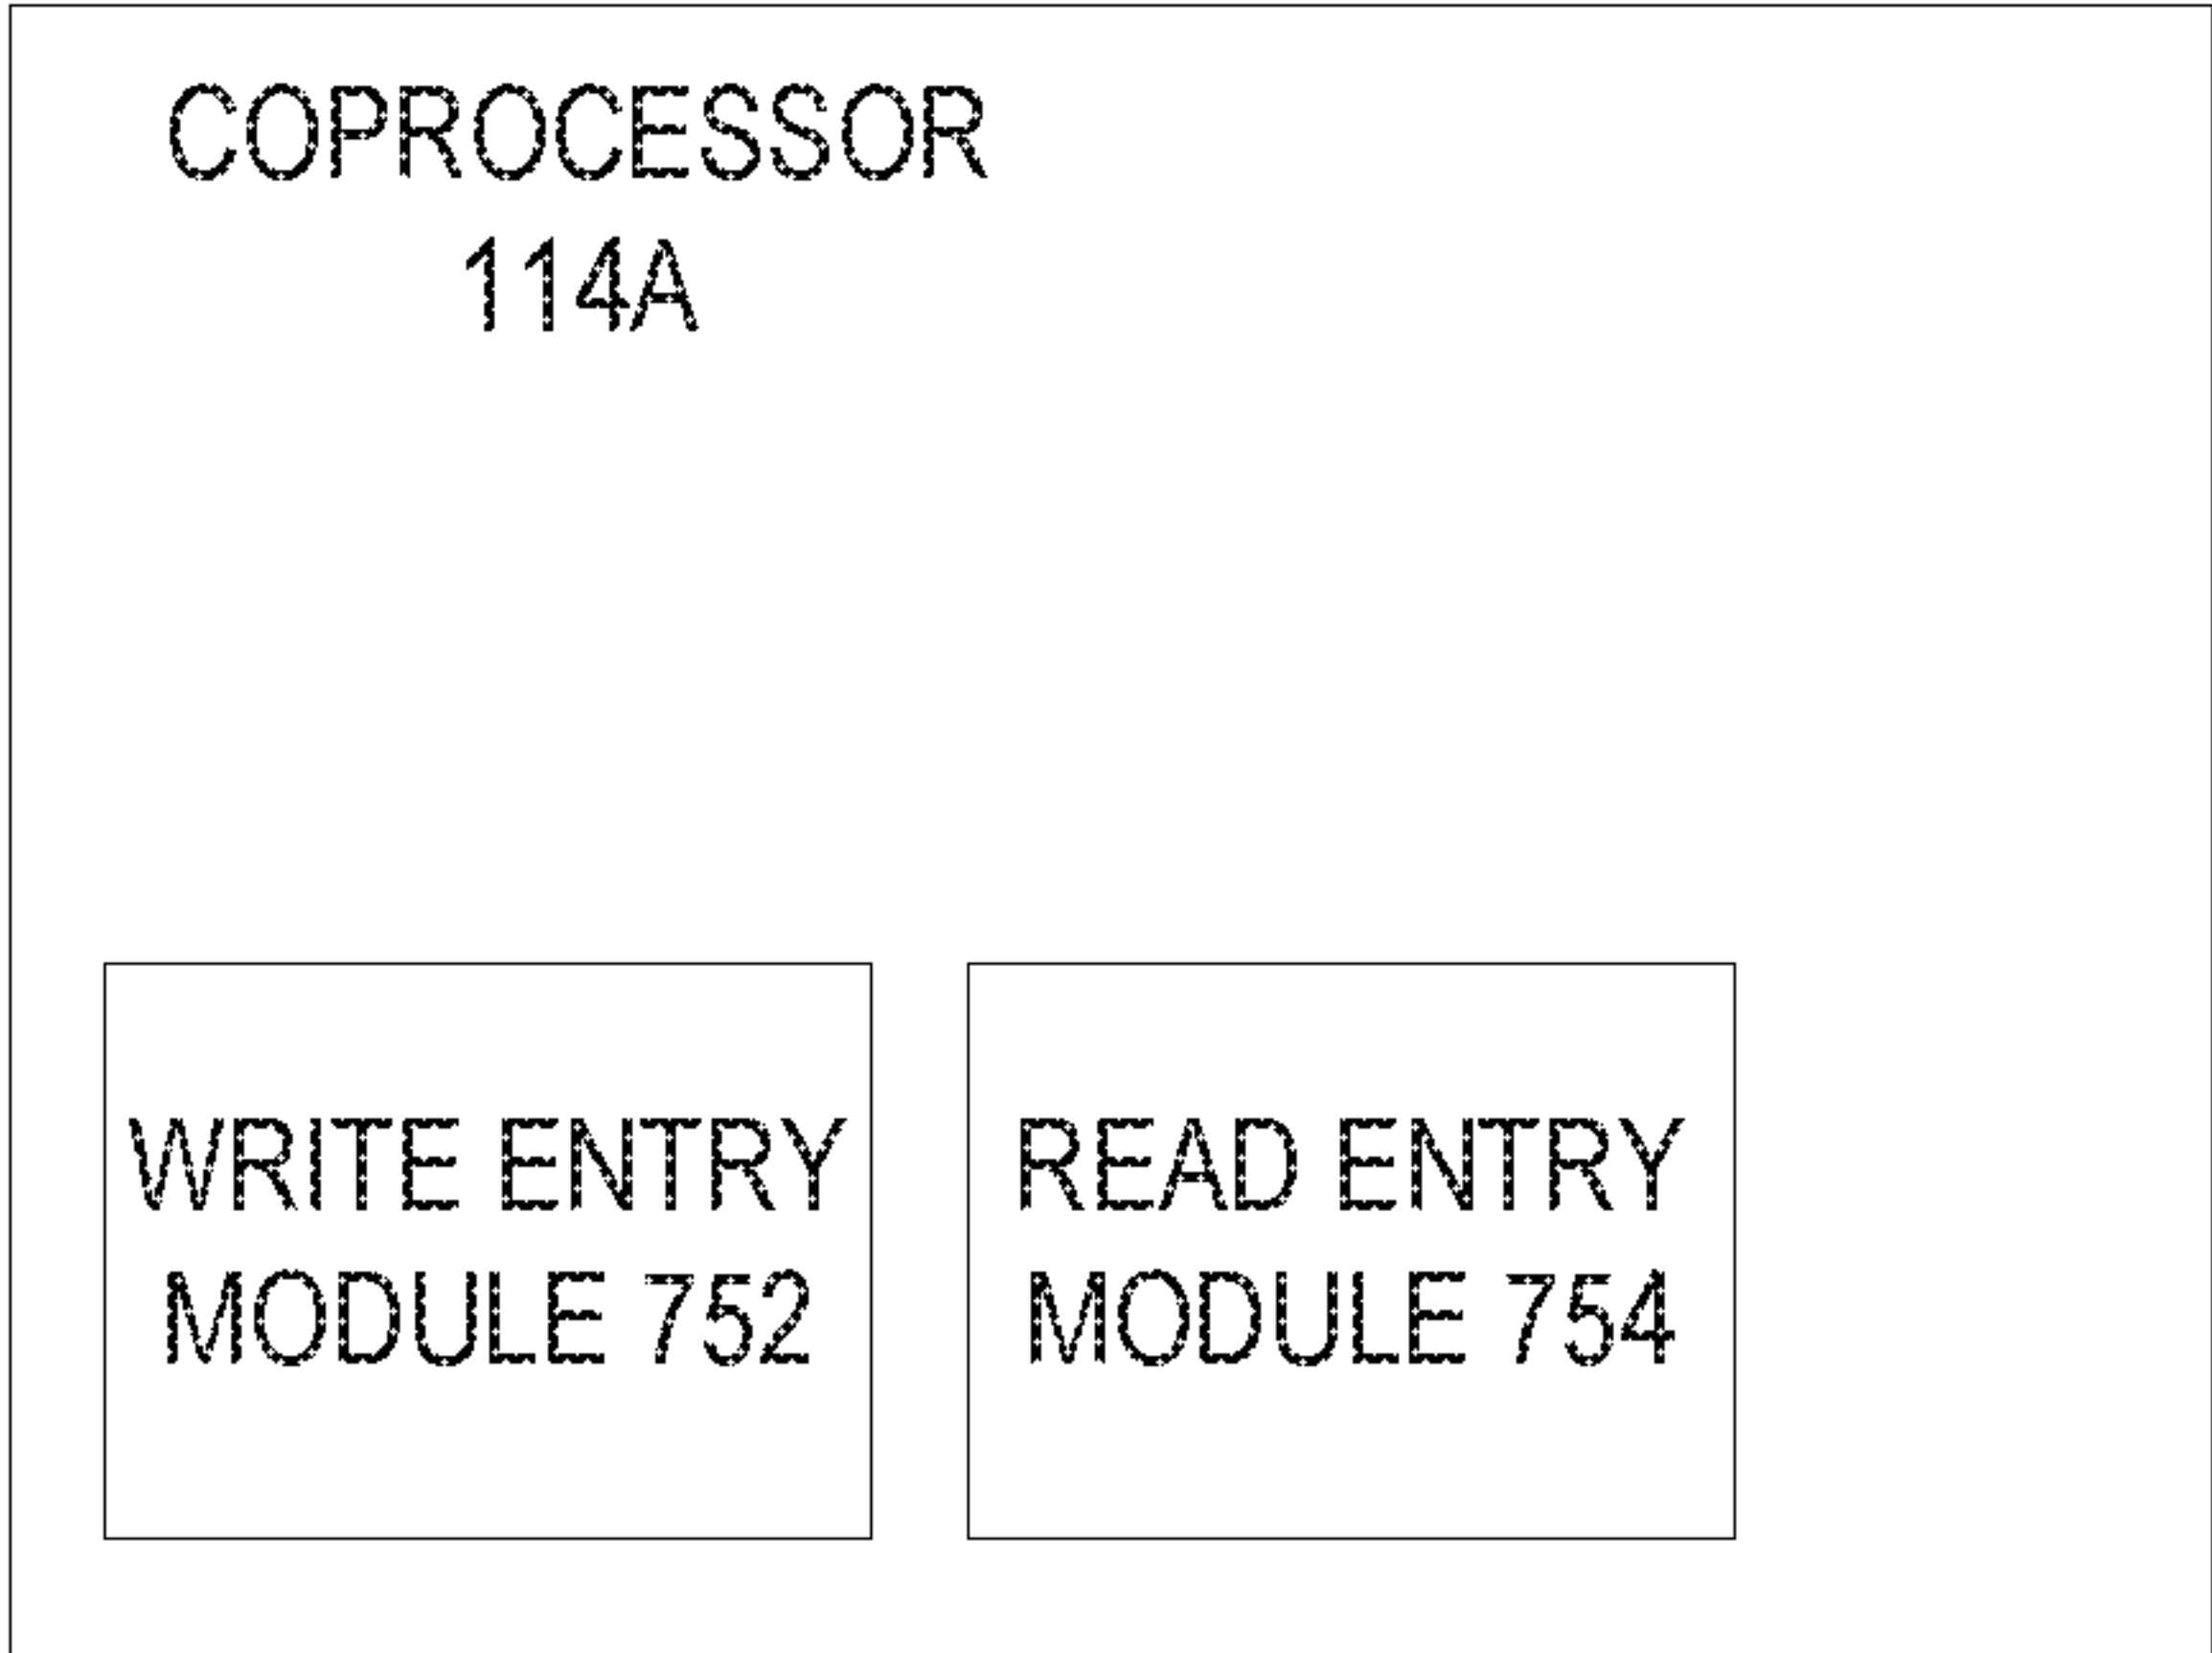 COPROCESSOR
114A
WRITE ENTRY
MODULE 752
READ ENTRY
MODULE 754